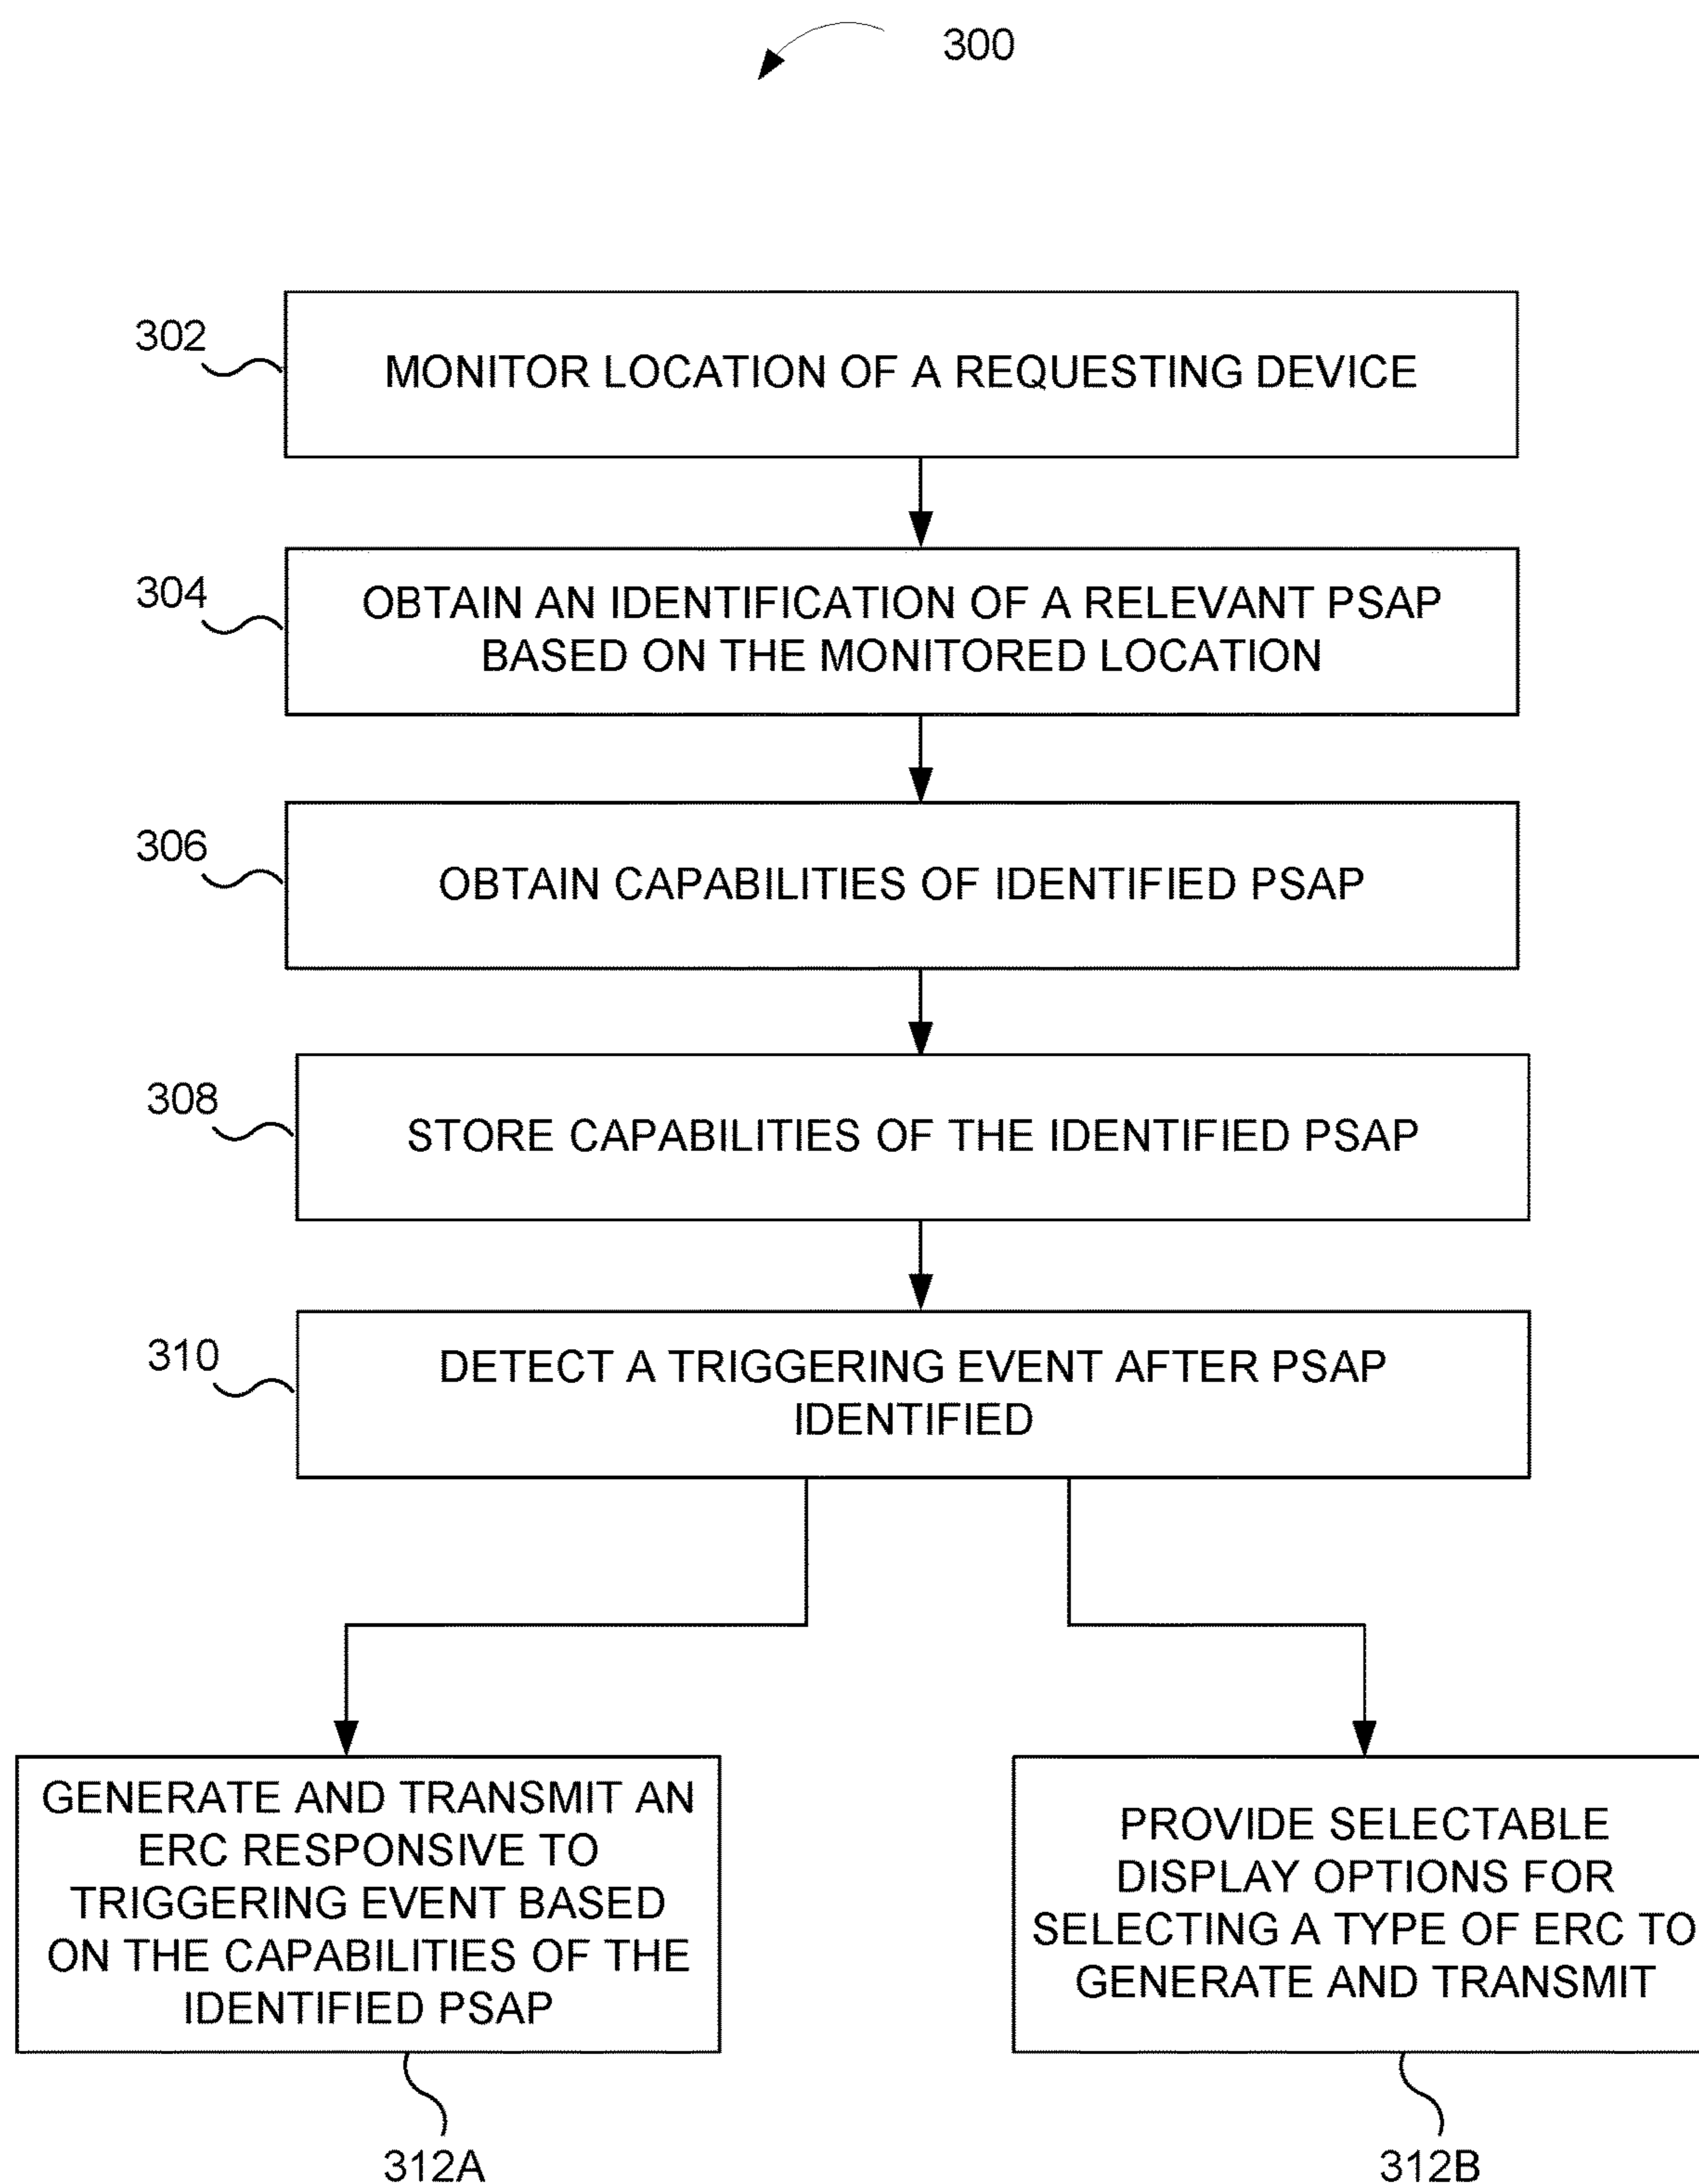 300
302
MONITOR LOCATION OF A REQUESTING DEVICE
304
OBTAIN AN IDENTIFICATION OF A RELEVANT PSAP
BASED ON THE MONITORED LOCATION
306
OBTAIN CAPABILITIES OF IDENTIFIED PSAP
308
STORE CAPABILITIES OF THE IDENTIFIED PSAP
310
DETECT A TRIGGERING EVENT AFTER PSAP
IDENTIFIED
GENERATE AND TRANSMIT AN
ERC RESPONSIVE TO
TRIGGERING EVENT BASED
ON THE CAPABILITIES OF THE
IDENTIFIED PSAP
312A
PROVIDE SELECTABLE
DISPLAY OPTIONS FOR
SELECTING A TYPE OF ERC TO
GENERATE AND TRANSMIT
312B